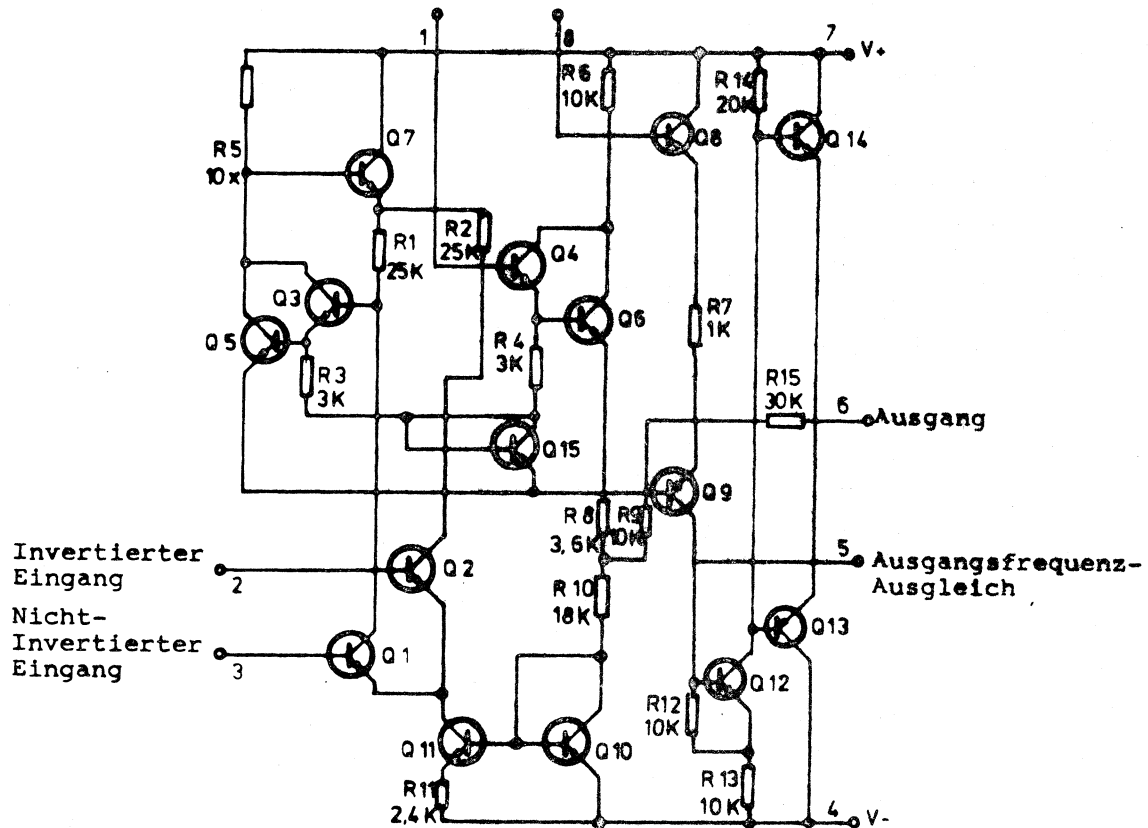 1
8
7
V+
R6
10K
R14
20K
Q8
Q14
Q7
R5
10x
R1
25K
R2
25K
Q4
Q3
Q5
Q6
R7
1K
R4
3K
R3
3K
R15
30K
6
Ausgang
Q15
Q9
R8
3,6K
R9
10K
Invertierter
Eingang
2
Q2
5
Ausgangsfrequenz-
Ausgleich
R10
18K
Nicht-
Invertierter
Eingang
3
Q1
Q13
Q12
R12
10K
Q11
Q10
R11
2,4K
R13
10K
4
V-